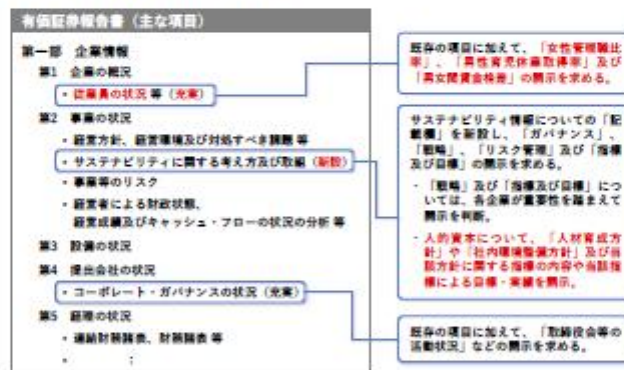 有価証券報告書（主な項目）
第一部 企業情報
第1 企業の概況
・従業員の状況 等（充実）
第2 事業の状況
・経営方針、経営環境及び対処すべき課題 等
・サステナビリティに関する考え方及び取組（新設）
・事業等のリスク
・経営者による財政状態、
経営成績及びキャッシュ・フローの状況の分析 等
第3 設備の状況
第4 提出会社の状況
・コーポレート・ガバナンスの状況（充実）
第5 経理の状況
・連結財務諸表、財務諸表 等
・ ：
既存の項目に加えて、「女性管理職比
率」、「男性育児休業取得率」及び
「男女間賃金格差」の開示を求める。
サステナビリティ情報についての「記
載欄」を新設し、「ガバナンス」、
「戦略」、「リスク管理」及び「指標
及び目標」の開示を求める。
・「戦略」及び「指標及び目標」につ
いては、各企業が重要性を踏まえて
開示を判断。
・人的資本について、「人材育成方
針」や「社内環境整備方針」及び当
該方針に関する指標の内容や当該指
標による目標・実績を開示。
既存の項目に加えて、「取締役会等の
活動状況」などの開示を求める。